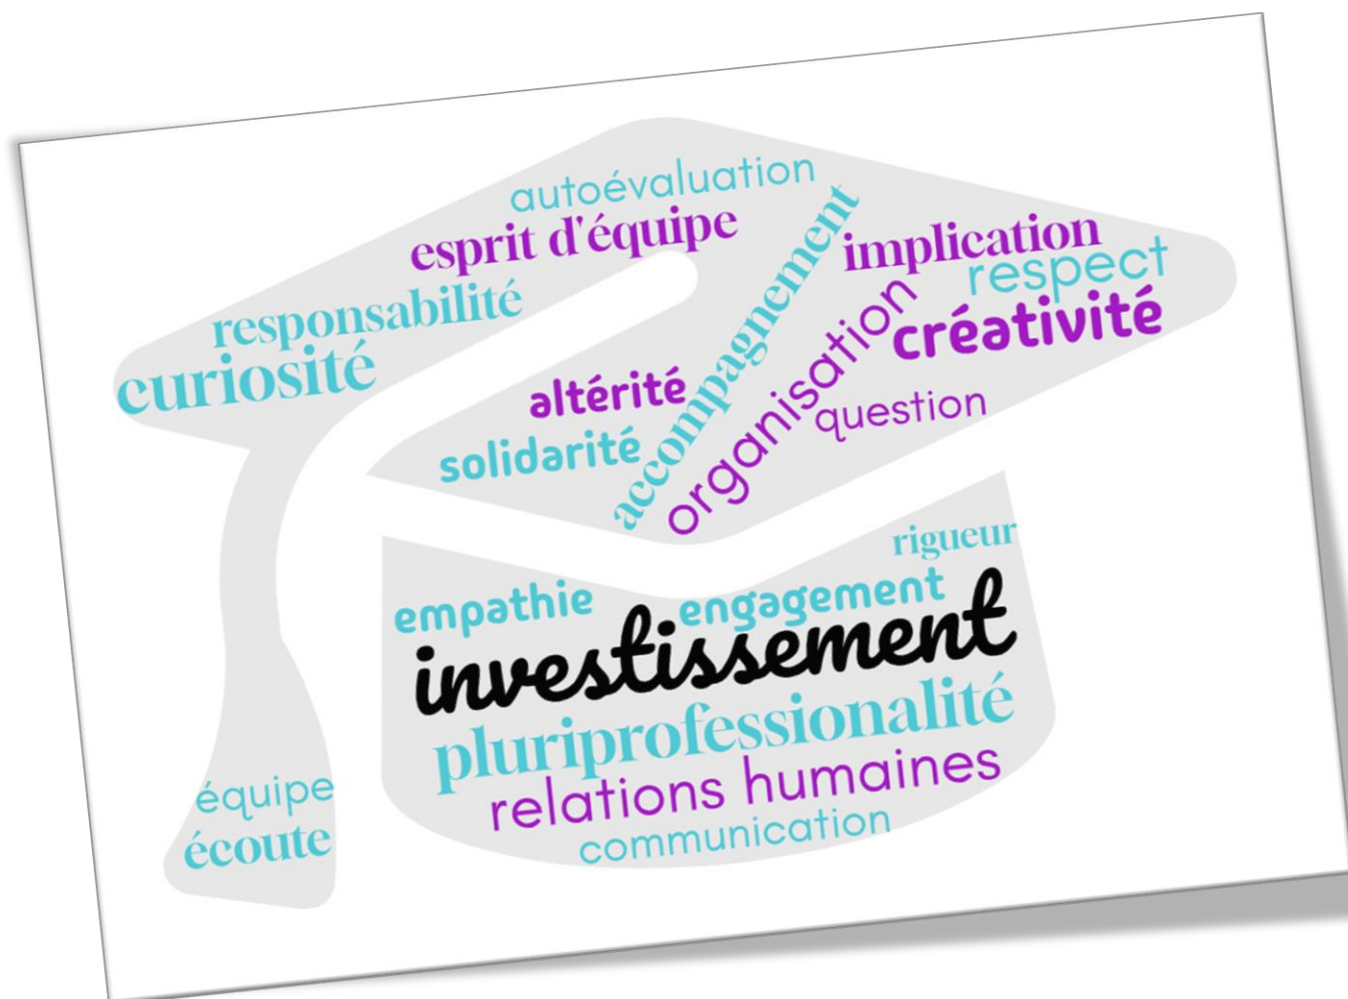 autoévaluation
esprit d'équipe
accompagnement
implication
respect
responsabilité
créativité
curiosité
organisation
altérité
question
solidarité
rigueur
empathie
engagement
investissement
pluriprofessionalité
relations humaines
équipe
communication
écoute